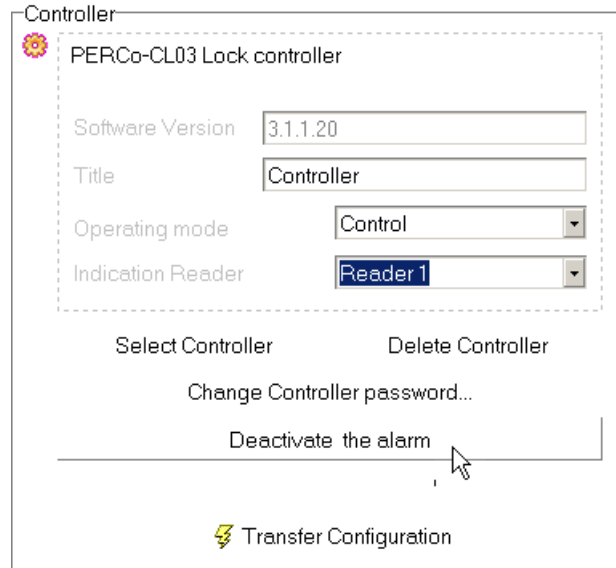 Controller
PERCo-CL03 Lock controller
Software Version 3.1.1.20
Title Controller
Operating mode Control
Indication Reader Reader 1
Select Controller Delete Controller
Change Controller password...
Deactivate the alarm
Transfer Configuration